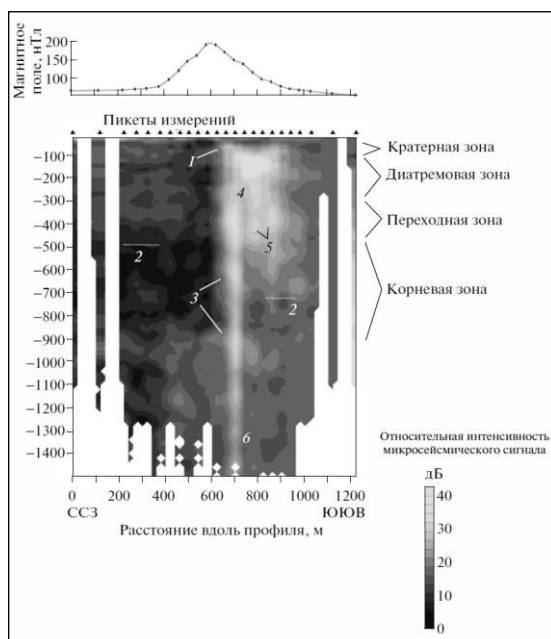 Магнитное
поле, нТл
200
150
100
Пикеты измерений
Кратерная зона
Диатремовая зона
Переходная зона
Корневая зона
−100
−200
−300
−400
−500
−600
−700
−800
−900
−1000
−1100
−1200
−1300
−1400
1
4
5
2
3
2
6
0 200 400 600 800 1000 1200
ССЗ ЮЮВ
Расстояние вдоль профиля, м
Относительная интенсивность
микросейсмического сигнала
дБ
40
30
20
10
0